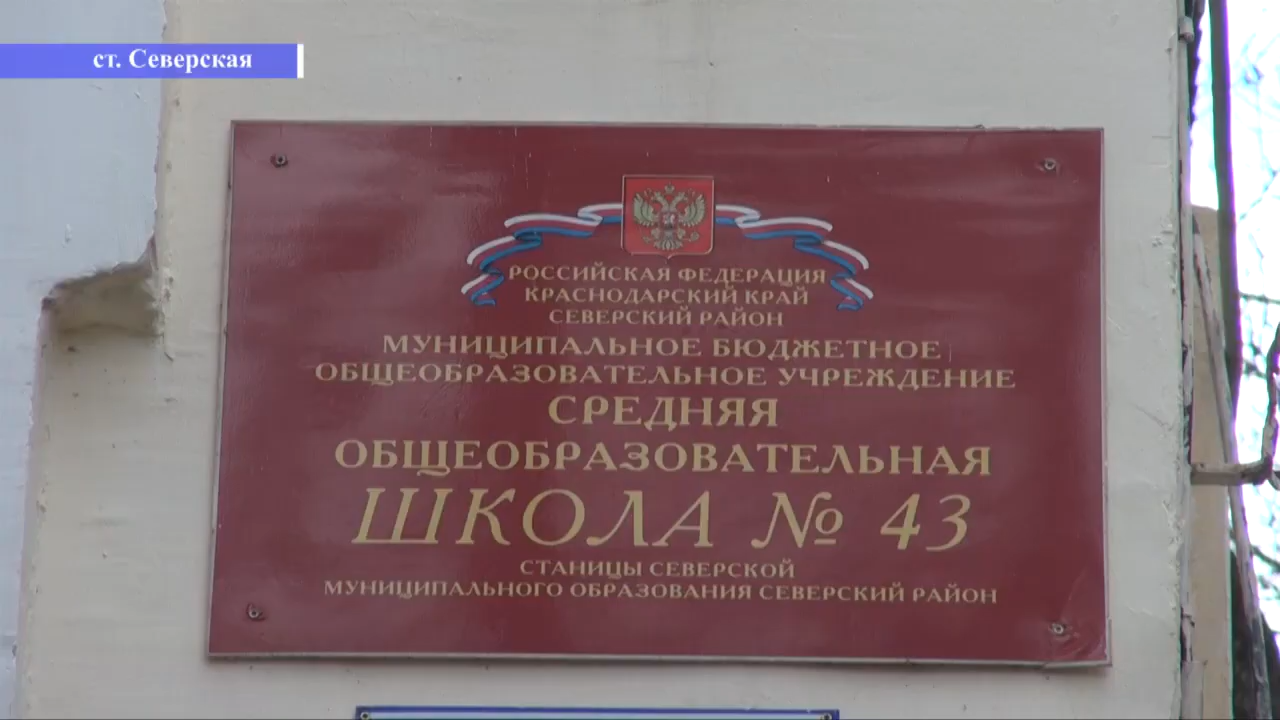 ст. Северская
РОССИЙСКАЯ ФЕДЕРАЦИЯ
КРАСНОДАРСКИЙ КРАЙ
СЕВЕРСКИЙ РАЙОН
МУНИЦИПАЛЬНОЕ БЮДЖЕТНОЕ
ОБЩЕОБРАЗОВАТЕЛЬНОЕ УЧРЕЖДЕНИЕ
СРЕДНЯЯ
ОБЩЕОБРАЗОВАТЕЛЬНАЯ
ШКОЛА № 43
СТАНИЦЫ СЕВЕРСКОЙ
МУНИЦИПАЛЬНОГО ОБРАЗОВАНИЯ СЕВЕРСКИЙ РАЙОН